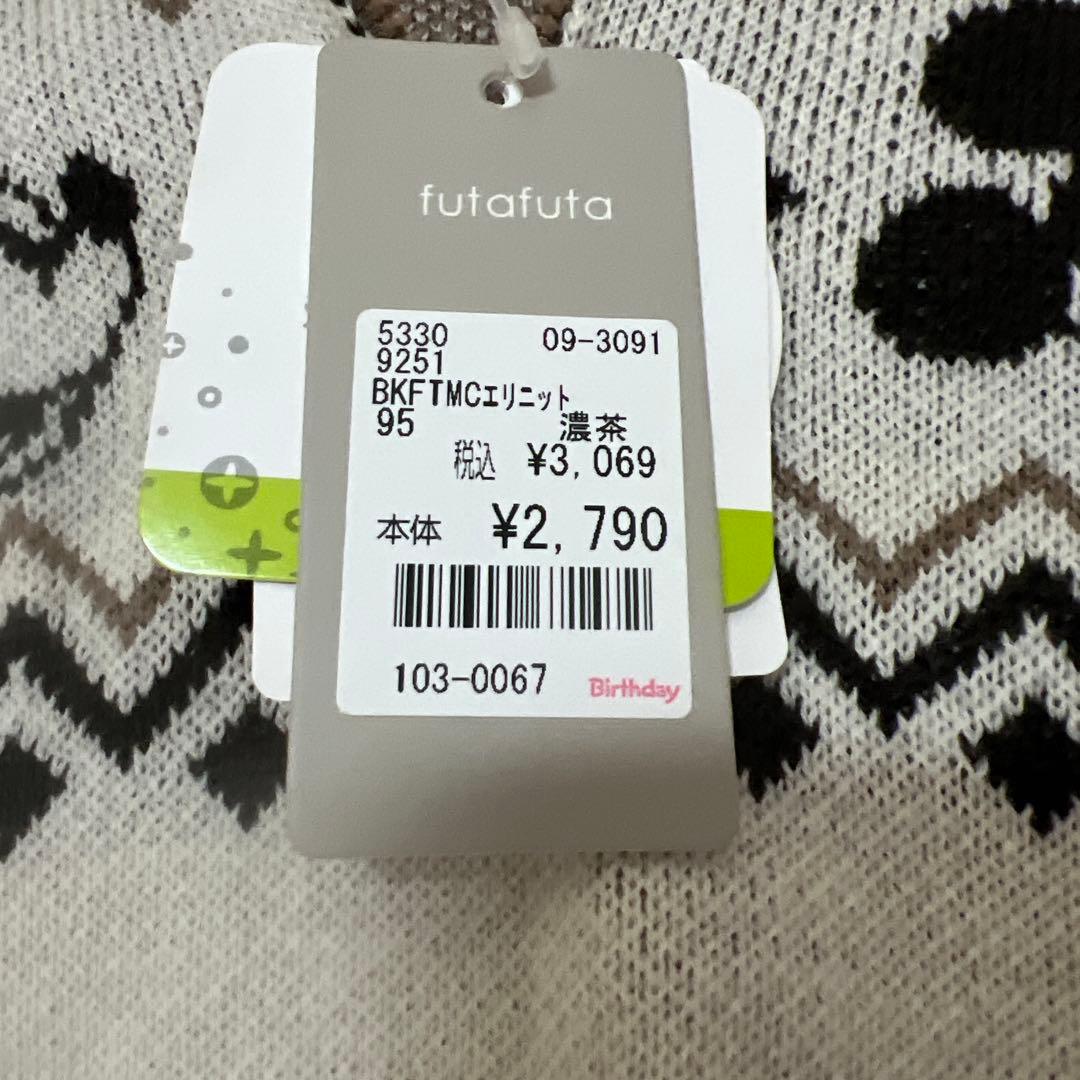 futafuta
5330 09-3091
9251
BKFTMCｴﾘﾆｯﾄ
95 濃茶
税込 ¥3,069
本体 ¥2,790
103-0067 Birthday